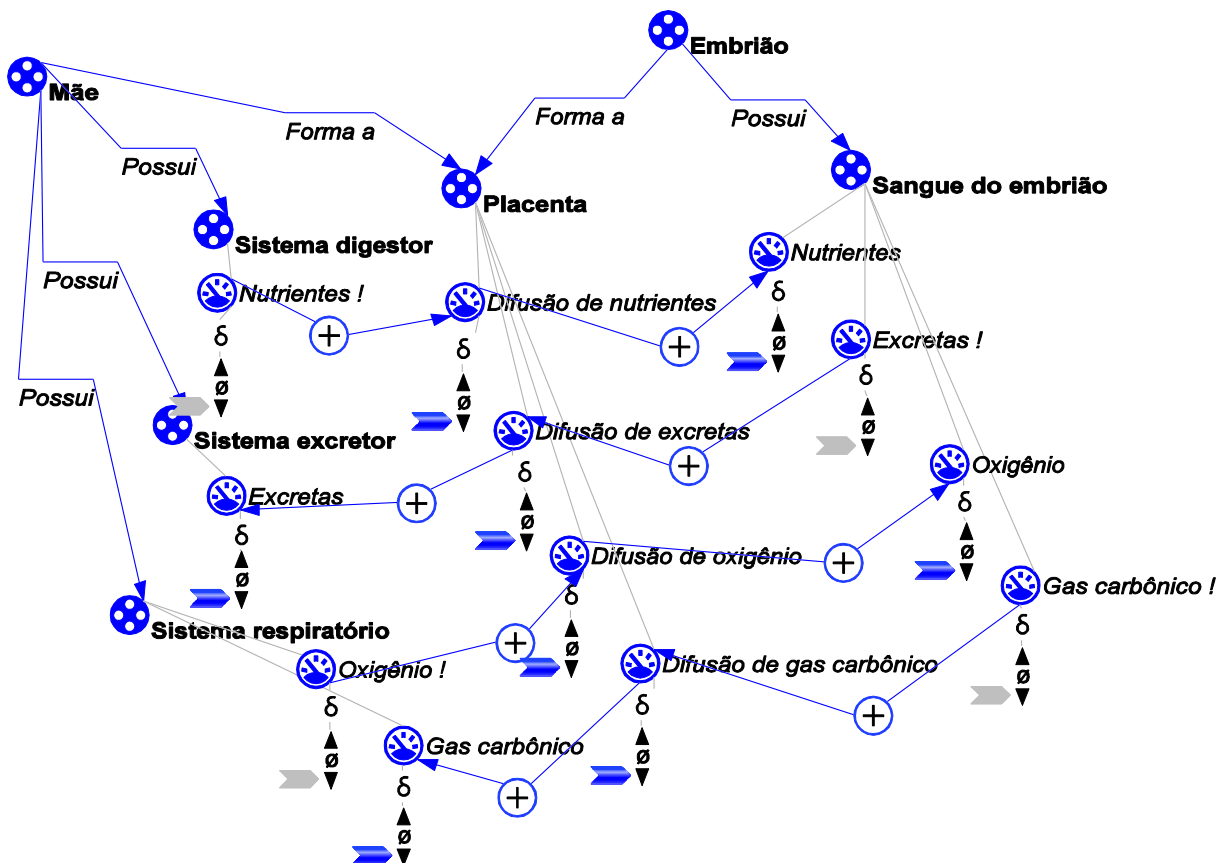 Embrião
Mãe
Forma a
Forma a
Possui
Possui
Sangue do embrião
Placenta
Sistema digestor
Nutrientes
Possui
Nutrientes !
Difusão de nutrientes
δ
δ
Excretas !
δ
ø
δ
ø
Possui
ø
ø
Difusão de excretas
Sistema excretor
Oxigênio
δ
Excretas
δ
ø
δ
ø
Difusão de oxigênio
ø
Gas carbônico !
δ
ø
δ
Sistema respiratório
ø
Oxigênio !
Difusão de gas carbônico
ø
δ
δ
Gas carbônico
ø
ø
δ
ø